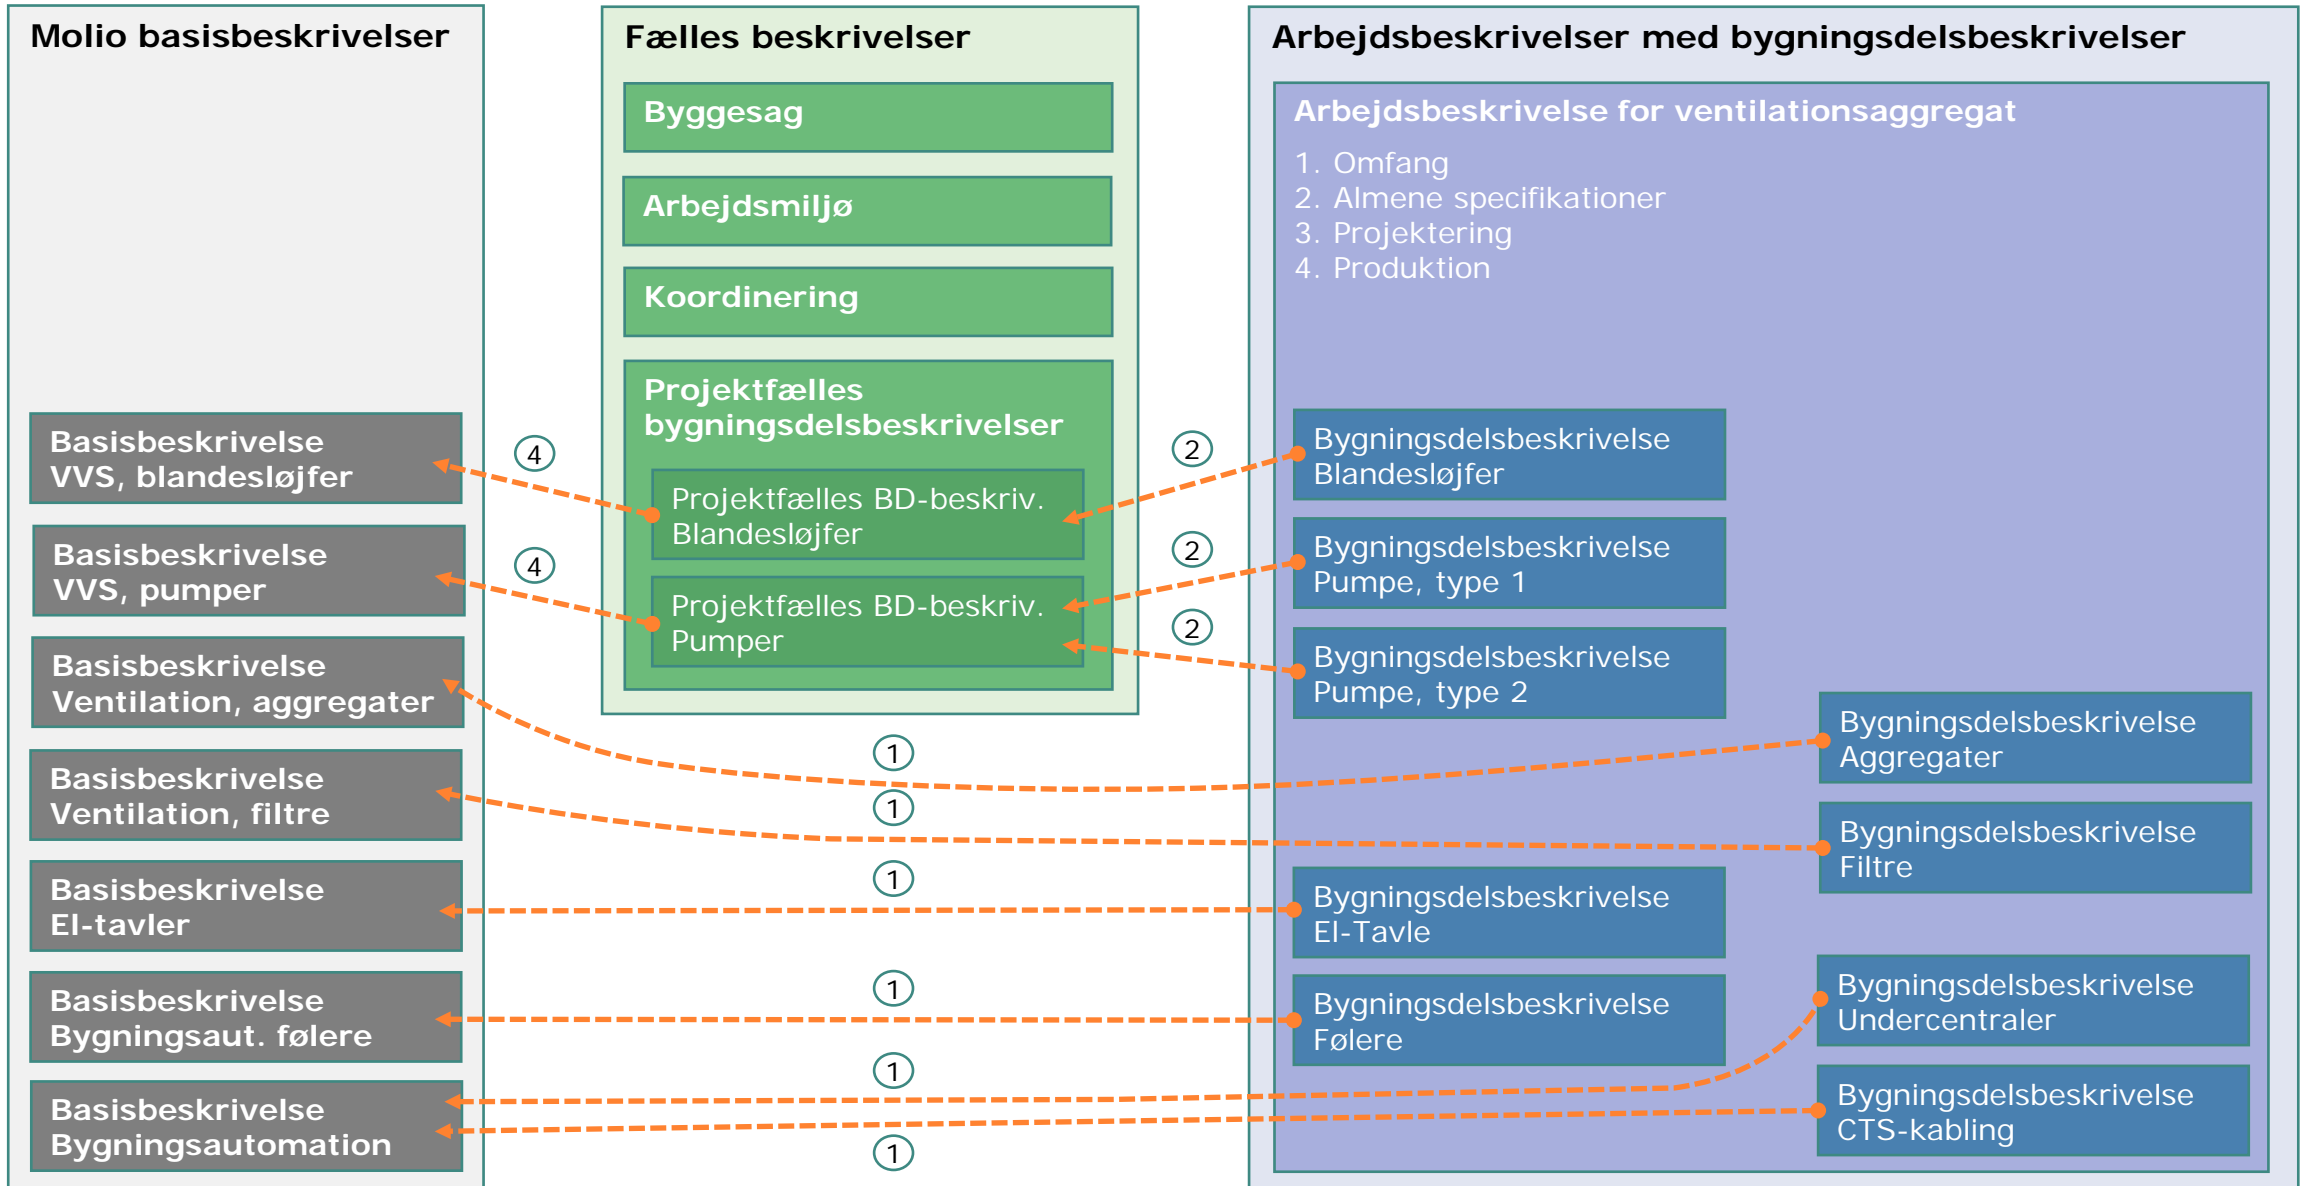 Molio basisbeskrivelser
Basisbeskrivelse
VVS, blandesløjfer
Basisbeskrivelse
VVS, pumper
Basisbeskrivelse
Ventilation, aggregater
Basisbeskrivelse
Ventilation, filtre
Basisbeskrivelse
El-tavler
Basisbeskrivelse
Bygningsaut. følere
Basisbeskrivelse
Bygningsautomation
4
4
Fælles beskrivelser
Byggesag
Arbejdsmiljø
Koordinering
Projektfælles
bygningsdelsbeskrivelser
Projektfælles BD-beskriv.
Blandesløjfer
Projektfælles BD-beskriv.
Pumper
1
1
1
1
1
1
2
2
2
Arbejdsbeskrivelser med bygningsdelsbeskrivelser
Arbejdsbeskrivelse for ventilationsaggregat
1. Omfang
2. Almene specifikationer
3. Projektering
4. Produktion
Bygningsdelsbeskrivelse
Blandesløjfer
Bygningsdelsbeskrivelse
Pumpe, type 1
Bygningsdelsbeskrivelse
Pumpe, type 2
Bygningsdelsbeskrivelse
Aggregater
Bygningsdelsbeskrivelse
Filtre
Bygningsdelsbeskrivelse
El-Tavle
Bygningsdelsbeskrivelse
Følere
Bygningsdelsbeskrivelse
Undercentraler
Bygningsdelsbeskrivelse
CTS-kabling